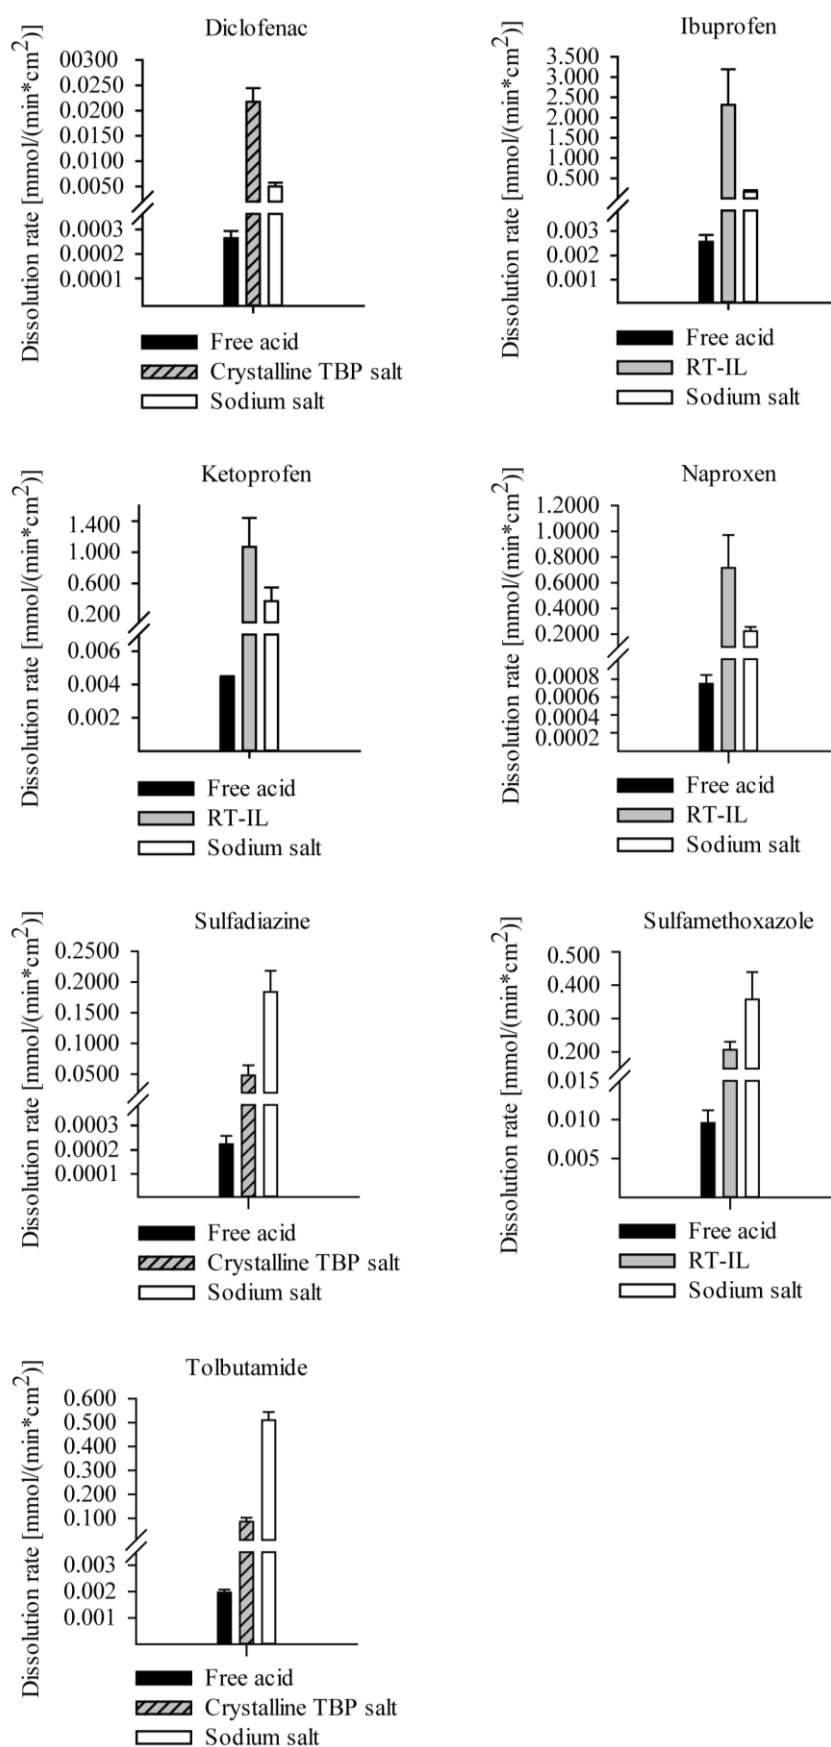 Diclofenac
Dissolution rate [mmol/(min*cm2)]
00300
0.0250
0.0200
0.0150
0.0100
0.0050
0.0003
0.0002
0.0001
Free acid
Crystalline TBP salt
Sodium salt
Ibuprofen
Dissolution rate [mmol/(min*cm2)]
3.500
3.000
2.500
1.500
1.000
0.500
0.003
0.002
0.001
Free acid
RT-IL
Sodium salt
Ketoprofen
Dissolution rate [mmol/(min*cm2)]
1.400
1.000
0.600
0.200
0.006
0.004
0.002
Free acid
RT-IL
Sodium salt
Naproxen
Dissolution rate [mmol/(min*cm2)]
1.2000
1.0000
0.8000
0.6000
0.4000
0.2000
0.0008
0.0006
0.0004
0.0002
Free acid
RT-IL
Sodium salt
Sulfadiazine
Dissolution rate [mmol/(min*cm2)]
0.2500
0.2000
0.1500
0.1000
0.0500
0.0003
0.0002
0.0001
Free acid
Crystalline TBP salt
Sodium salt
Sulfamethoxazole
Dissolution rate [mmol/(min*cm2)]
0.500
0.400
0.300
0.200
0.015
0.010
0.005
Free acid
RT-IL
Sodium salt
Tolbutamide
Dissolution rate [mmol/(min*cm2)]
0.600
0.500
0.400
0.300
0.200
0.100
0.003
0.002
0.001
Free acid
Crystalline TBP salt
Sodium salt